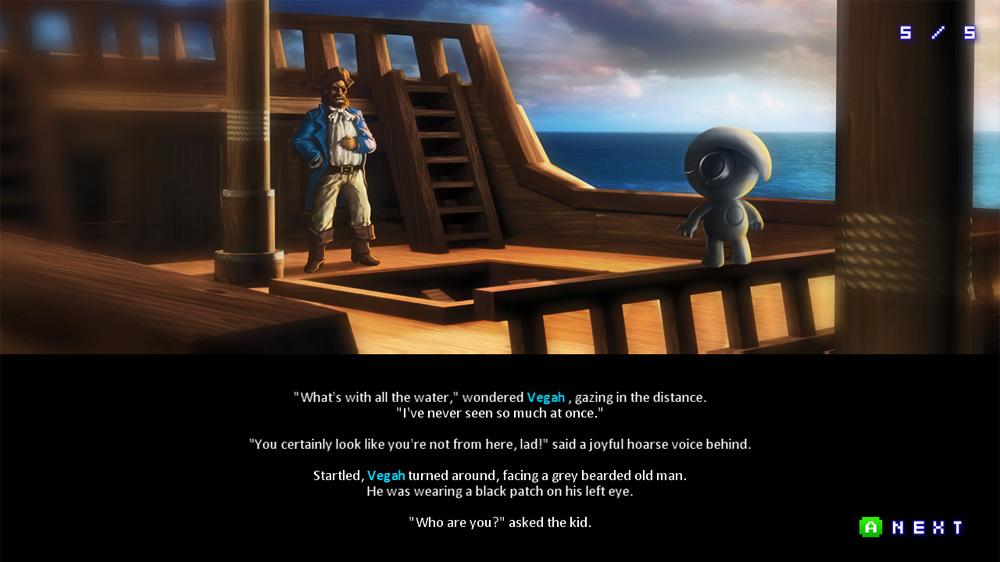 5 / 5
"What's with all the water," wondered Vegah , gazing in the distance.
"I've never seen so much at once."
"You certainly look like you're not from here, lad!" said a joyful hoarse voice behind.
Startled, Vegah turned around, facing a grey bearded old man.
He was wearing a black patch on his left eye.
"Who are you?" asked the kid.
A NEXT